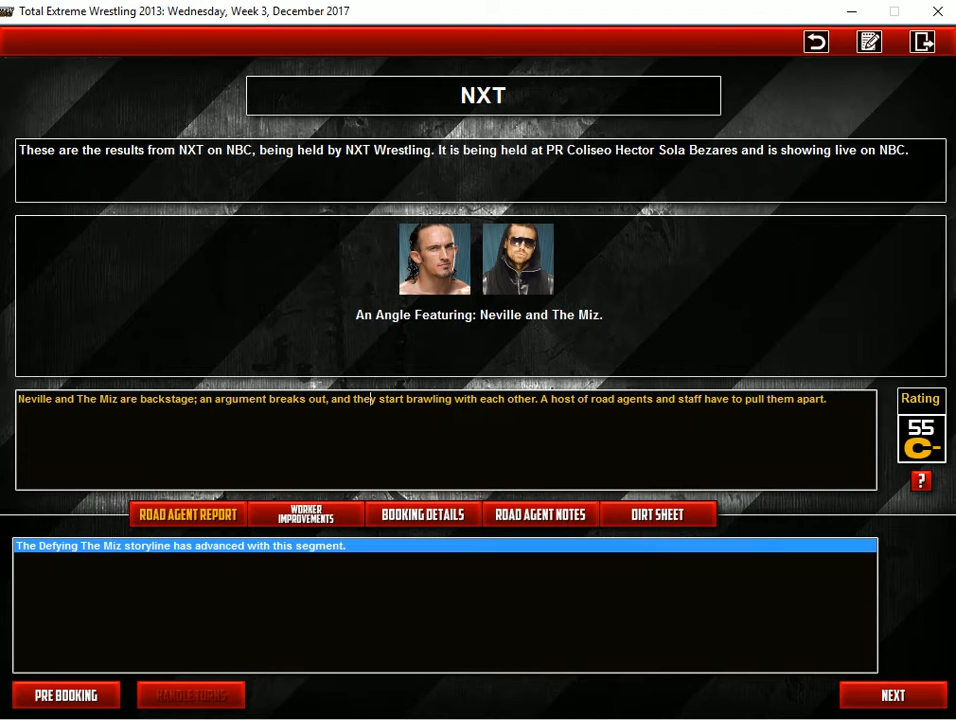 Total Extreme Wrestling 2013: Wednesday, Week 3, December 2017
NXT
These are the results from NXT on NBC, being held by NXT Wrestling. It is being held at PR Coliseo Hector Sola Bezares and is showing live on NBC.
An Angle Featuring: Neville and The Miz.
Neville and The Miz are backstage; an argument breaks out, and they start brawling with each other. A host of road agents and staff have to pull them apart.
Rating
55
C-
?
ROAD AGENT REPORT
WORKER
IMPROVEMENTS
BOOKING DETAILS
ROAD AGENT NOTES
DIRT SHEET
The Defying The Miz storyline has advanced with this segment.
PRE BOOKING
HANDLE TURNS
NEXT